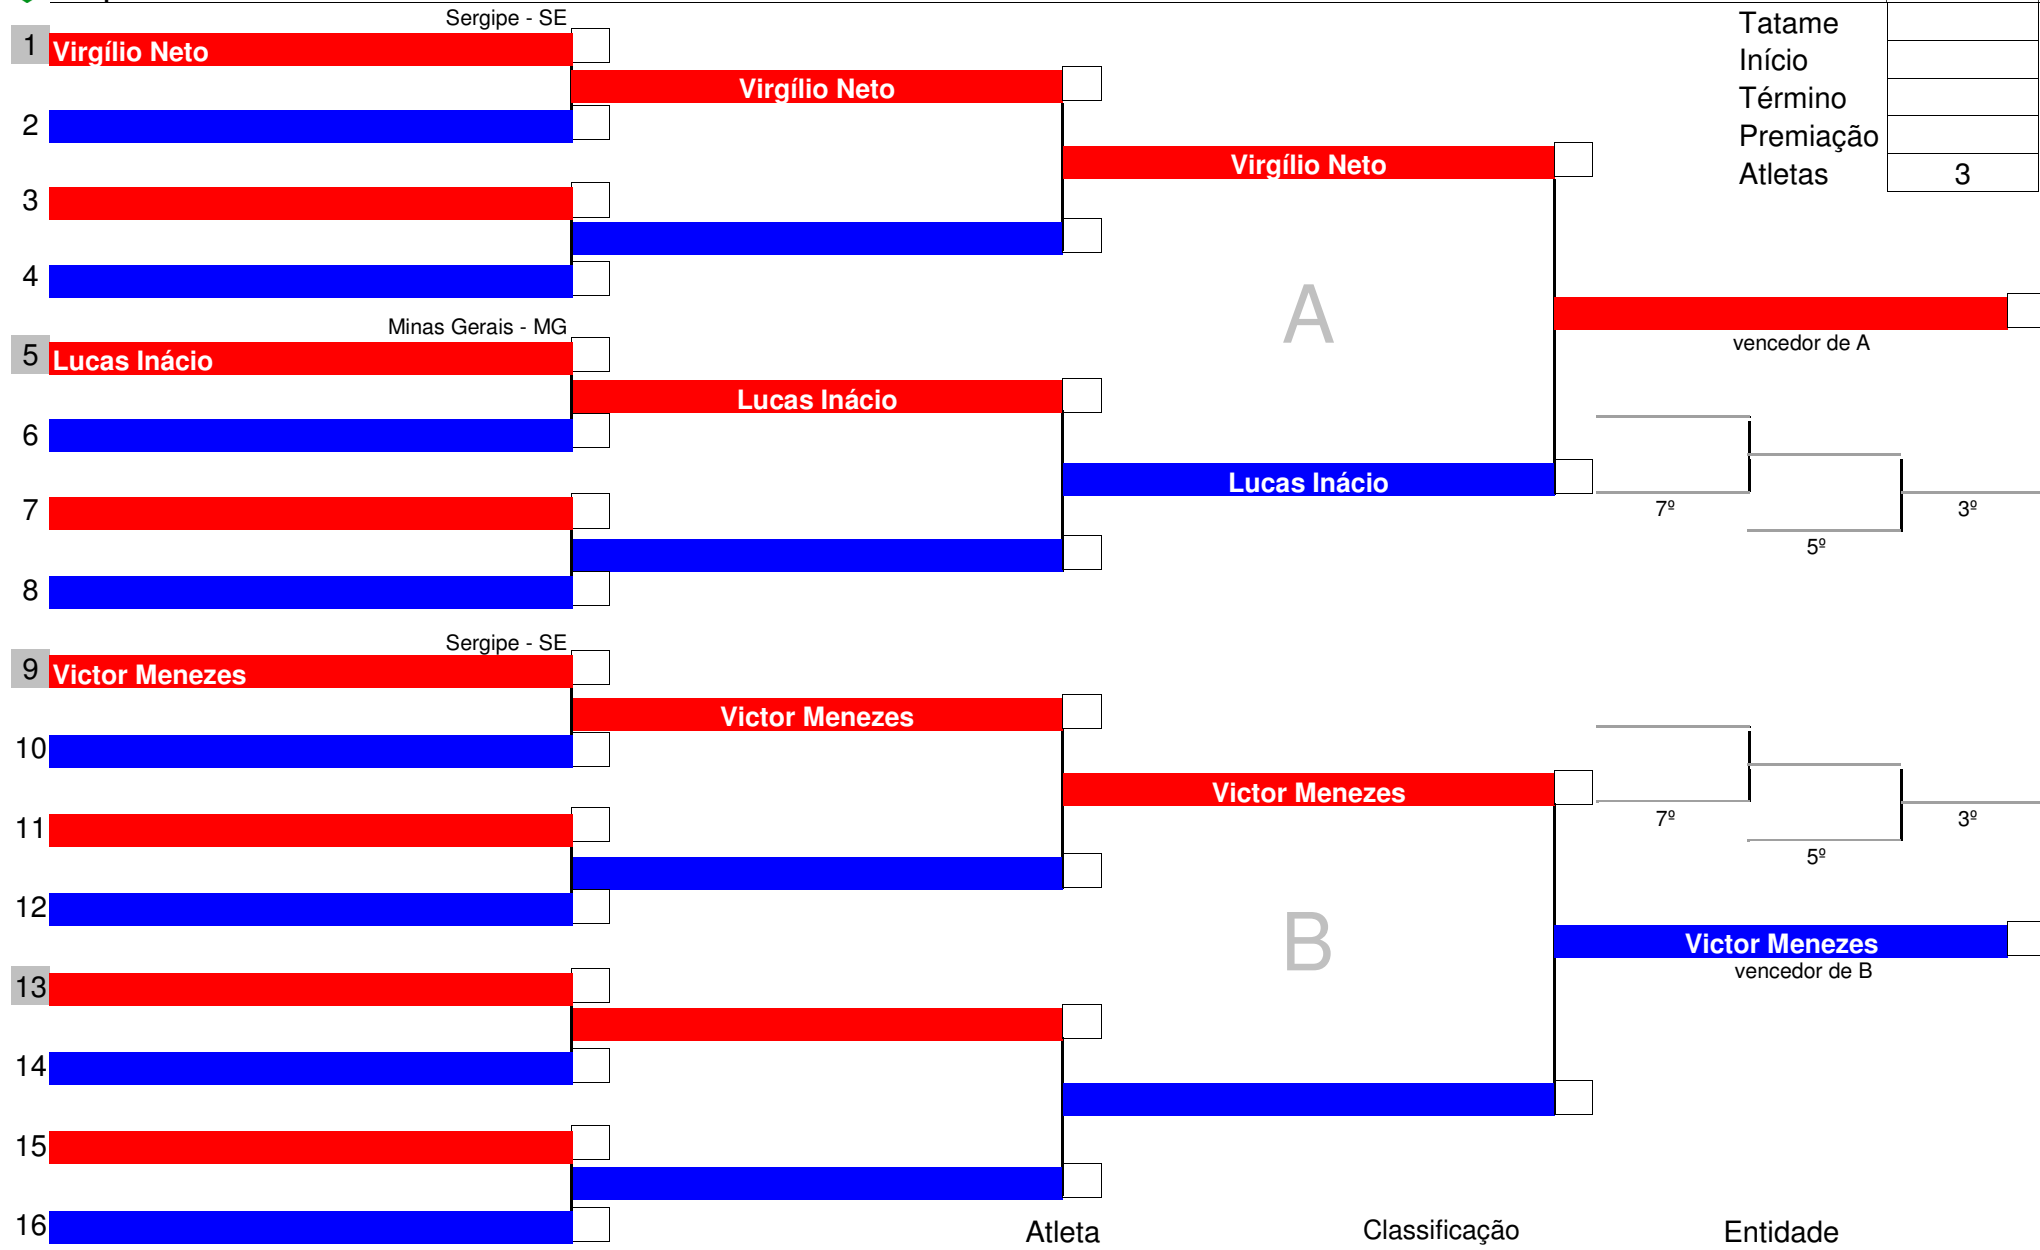 Sergipe - SE
Tatame
1 Virgílio Neto
Início
Virgílio Neto
Término
2
Premiação
Virgílio Neto
Atletas 3
3
4
A
Minas Gerais - MG
vencedor de A
5 Lucas Inácio
Lucas Inácio
6
Lucas Inácio
7
7º 3º
5º
8
Sergipe - SE
9 Victor Menezes
Victor Menezes
10
Victor Menezes
11
7º 3º
5º
12
B
Victor Menezes
vencedor de B
13
14
15
16
Atleta Classificação Entidade